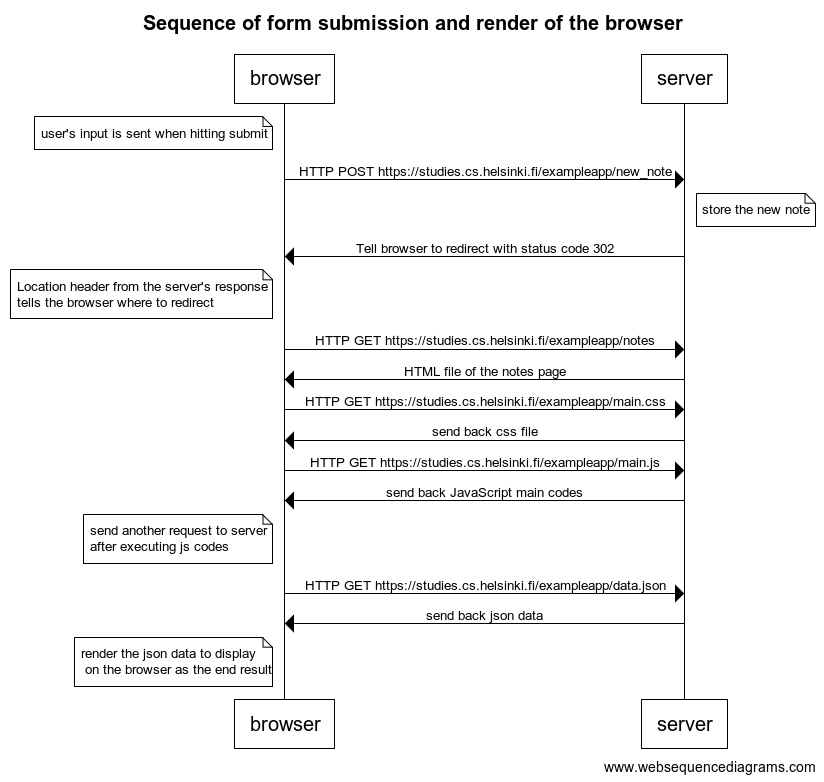 Sequence of form submission and render of the browser
browser
server
user's input is sent when hitting submit
HTTP POST https://studies.cs.helsinki.fi/exampleapp/new_note
store the new note
Tell browser to redirect with status code 302
Location header from the server's response
tells the browser where to redirect
HTTP GET https://studies.cs.helsinki.fi/exampleapp/notes
HTML file of the notes page
HTTP GET https://studies.cs.helsinki.fi/exampleapp/main.css
send back css file
HTTP GET https://studies.cs.helsinki.fi/exampleapp/main.js
send back JavaScript main codes
send another request to server
after executing js codes
HTTP GET https://studies.cs.helsinki.fi/exampleapp/data.json
send back json data
render the json data to display
on the browser as the end result
browser
server
www.websequencediagrams.com